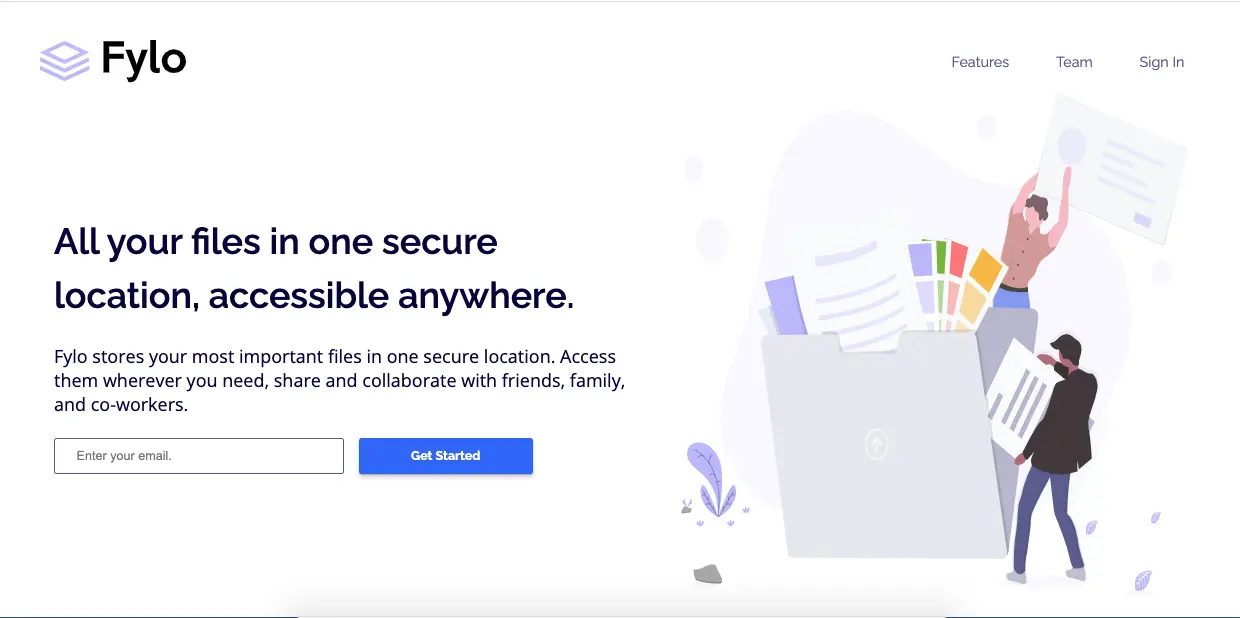 Fylo
Features
Team
Sign In
All your files in one secure
location, accessible anywhere.
Fylo stores your most important files in one secure location. Access
them wherever you need, share and collaborate with friends, family,
and co-workers.
Enter your email.
Get Started